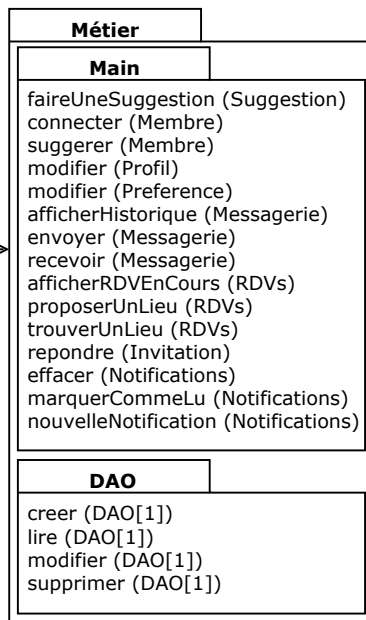 Métier
Main
faireUneSuggestion (Suggestion)
connecter (Membre)
suggerer (Membre)
modifier (Profil)
modifier (Preference)
afficherHistorique (Messagerie)
envoyer (Messagerie)
recevoir (Messagerie)
afficherRDVEnCours (RDVs)
proposerUnLieu (RDVs)
trouverUnLieu (RDVs)
repondre (Invitation)
effacer (Notifications)
marquerCommeLu (Notifications)
nouvelleNotification (Notifications)
DAO
creer (DAO[1])
lire (DAO[1])
modifier (DAO[1])
supprimer (DAO[1])